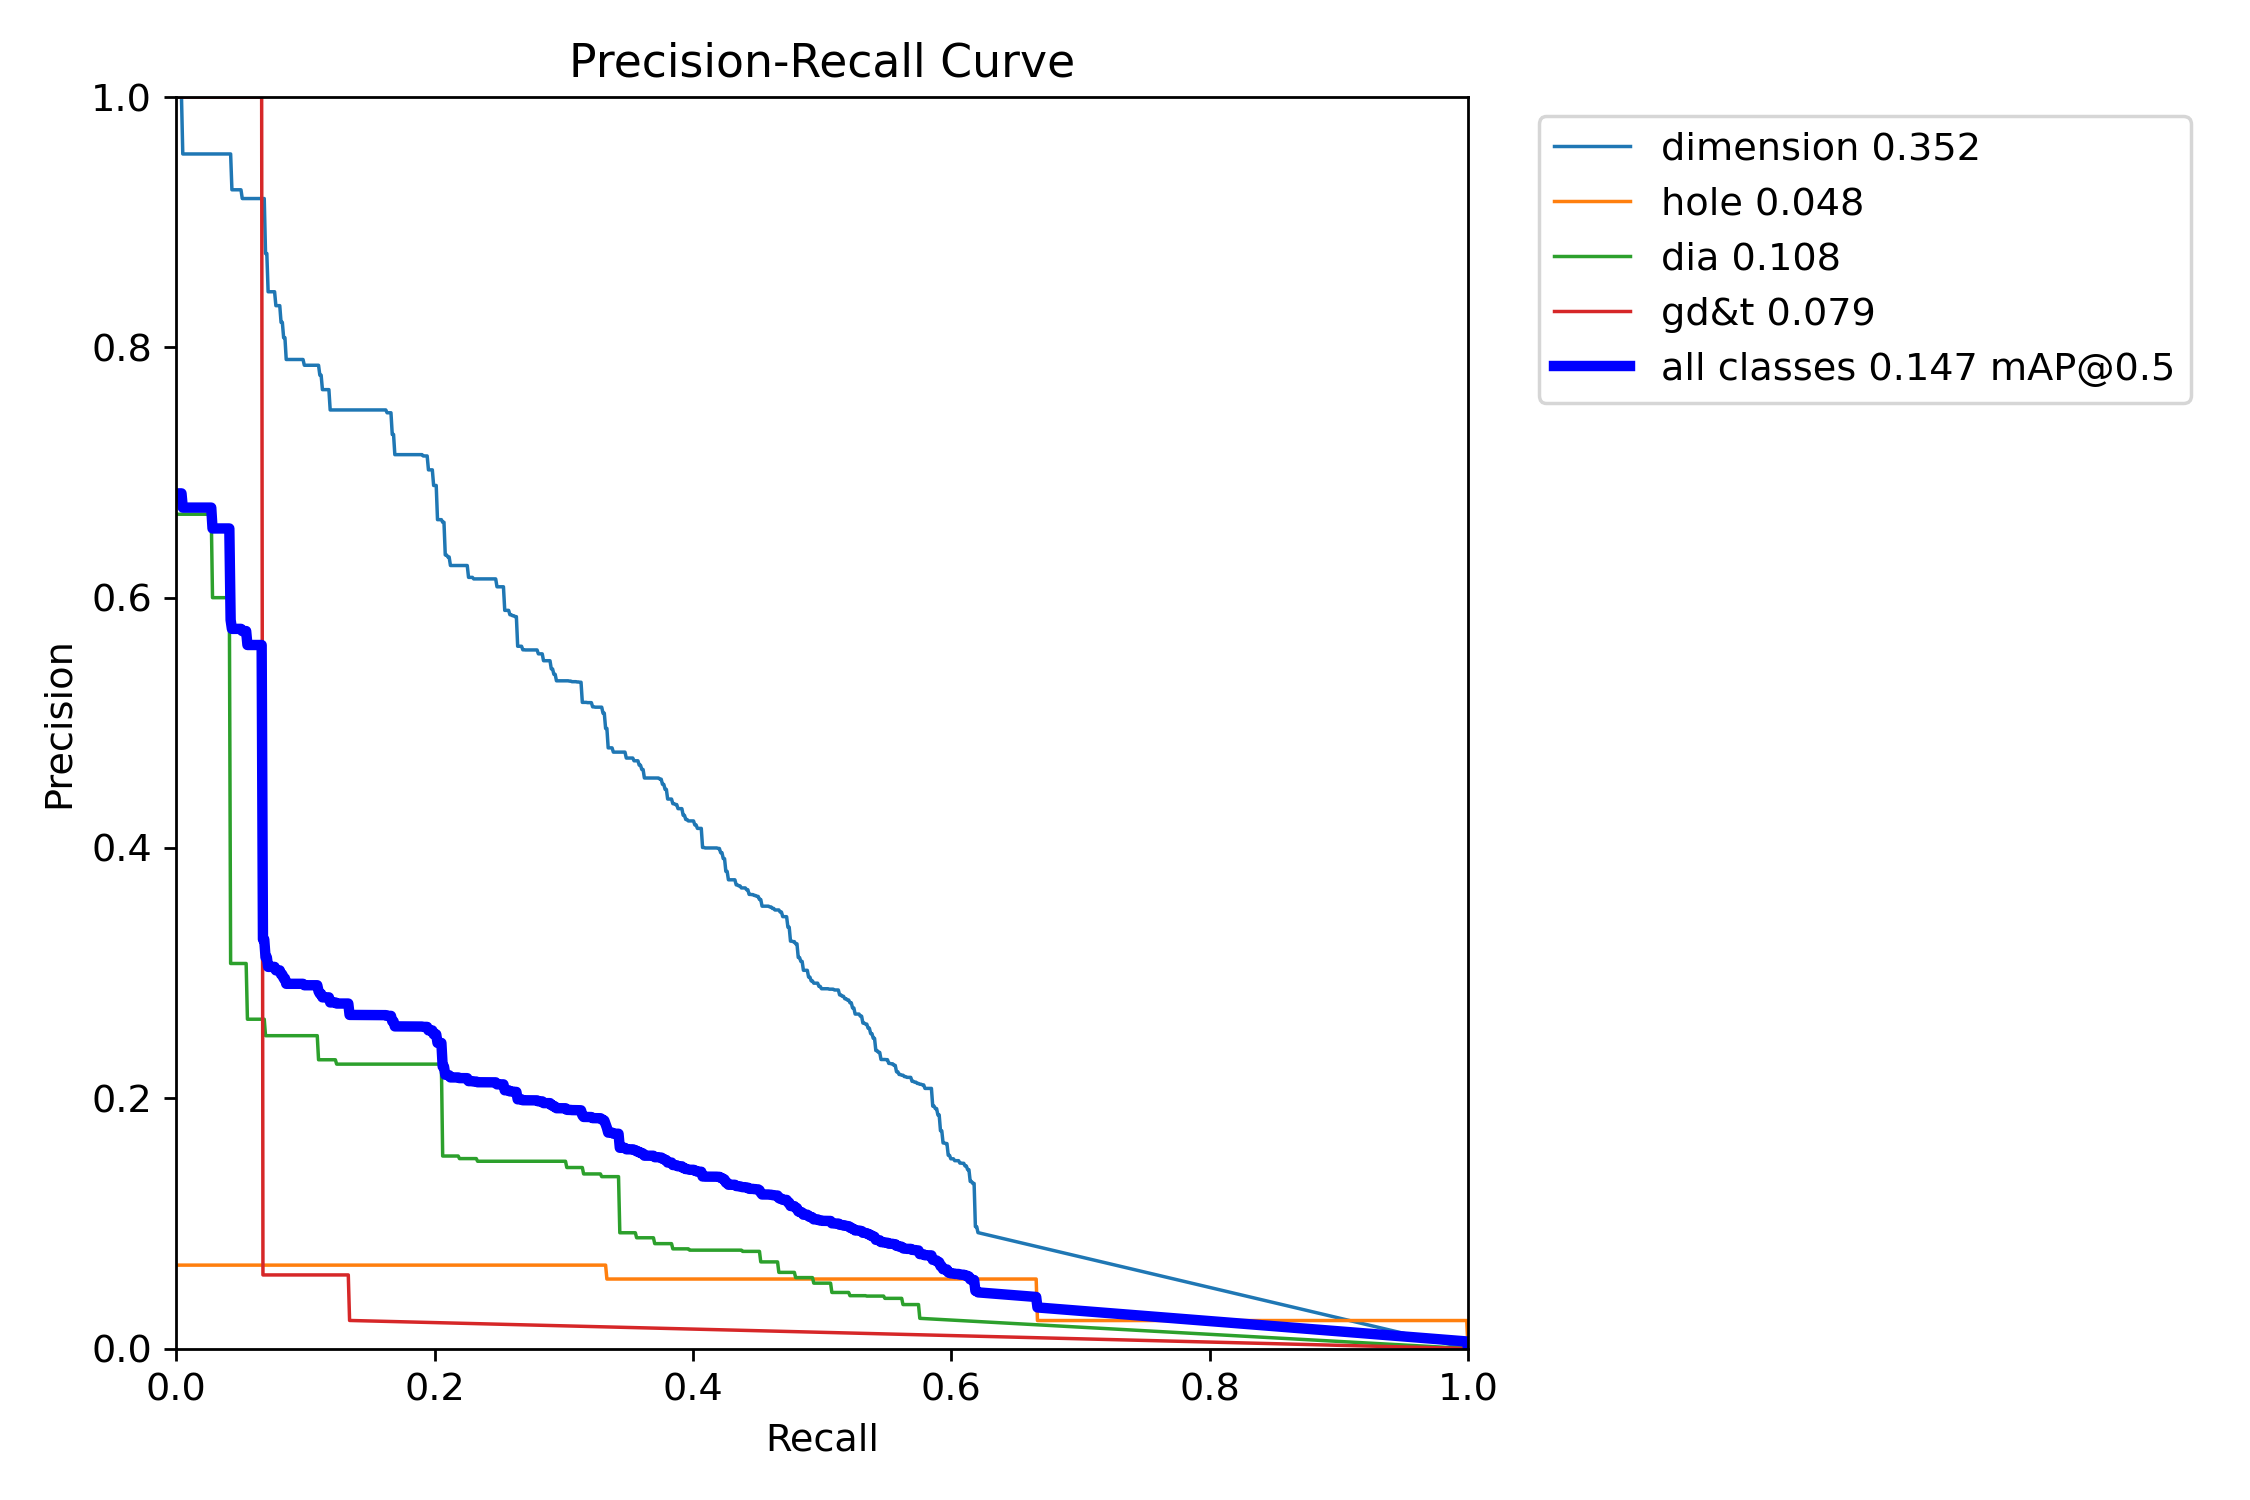 Precision-Recall Curve
1.0
0.8
0.6
0.4
0.2
0.0
Precision
0.0 0.2 0.4 0.6 0.8 1.0
Recall
dimension 0.352
hole 0.048
dia 0.108
gd&t 0.079
all classes 0.147 mAP@0.5